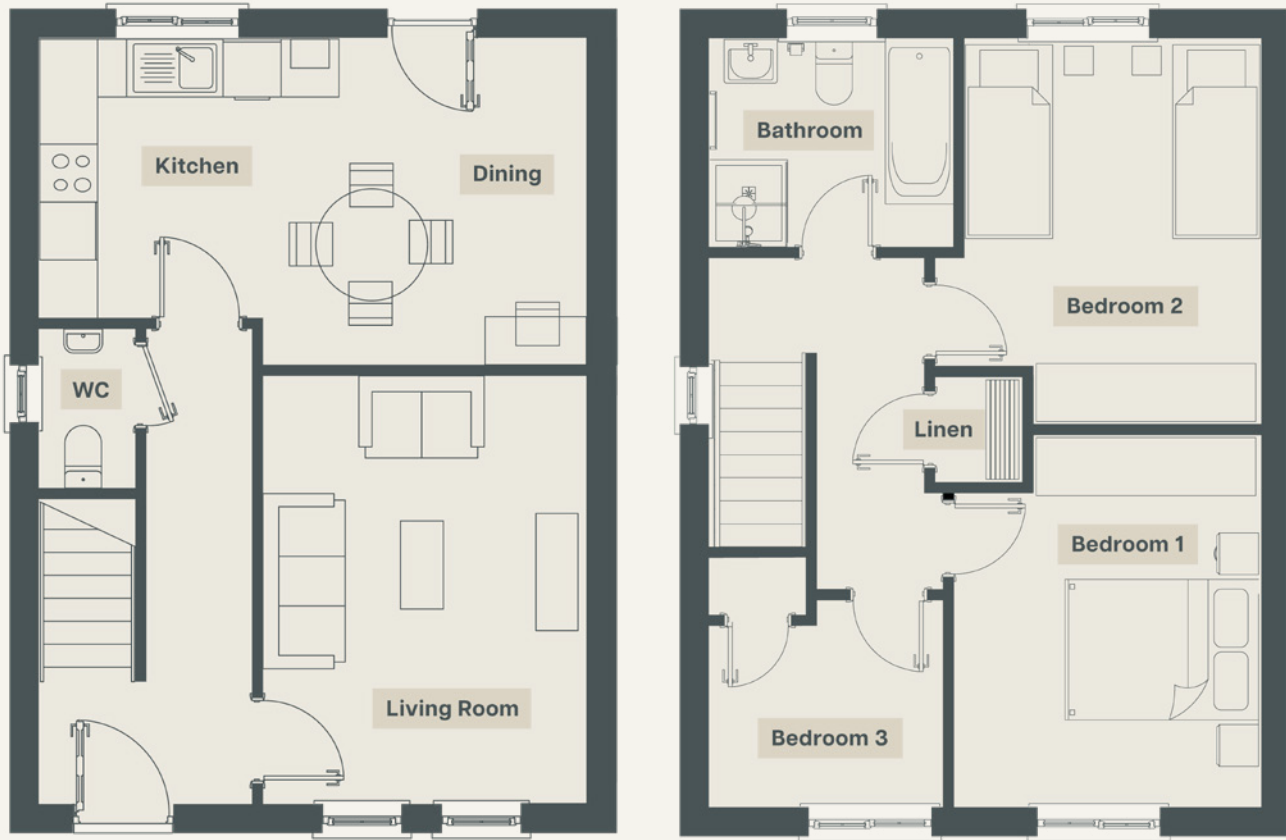 Kitchen
Dining
WC
Living Room
Bathroom
Bedroom 2
Linen
Bedroom 1
Bedroom 3